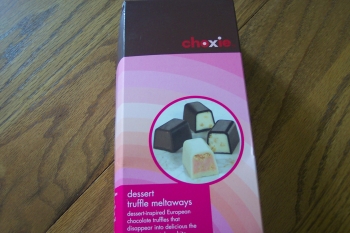 choxie
dessert
truffle meltaways
dessert-inspired European
chocolate truffles that
disappear into delicious the